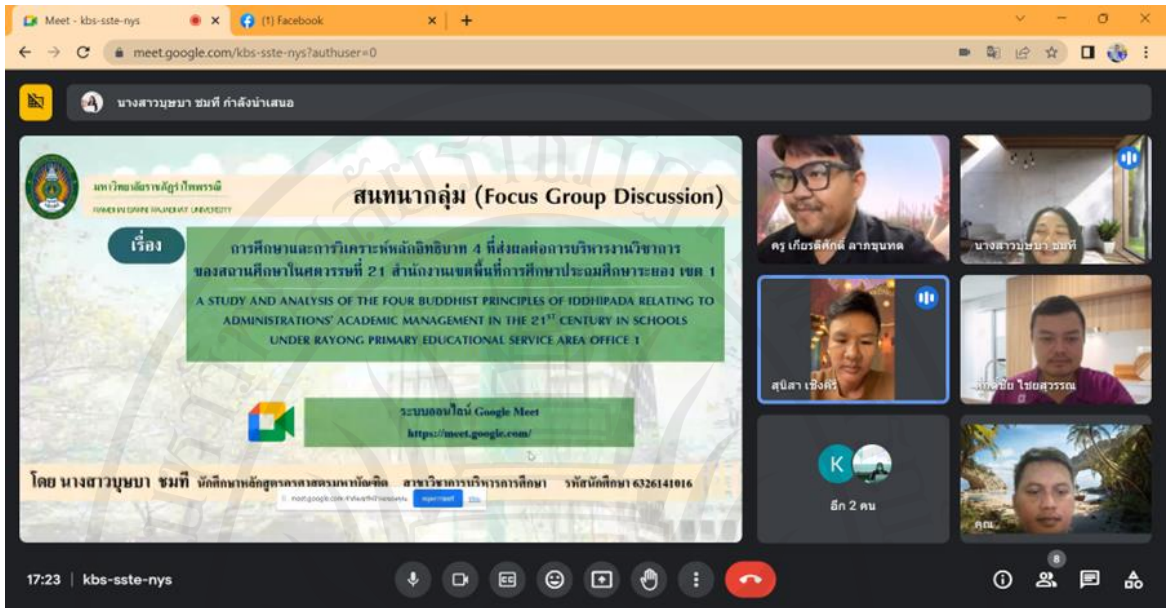 Meet - kbs-sste-nys
(1) Facebook
meet.google.com/kbs-sste-nys?authuser=0
นางสาวบุษบา ชมที กำลังนำเสนอ
มหาวิทยาลัยราชภัฏรำไพพรรณี
RAMBHAI BARNI RAJABHAT UNIVERSITY
สนทนากลุ่ม (Focus Group Discussion)
เรื่อง
การศึกษาและการวิเคราะห์หลักอิทธิบาท 4 ที่ส่งผลต่อการบริหารงานวิชาการ
ของสถานศึกษาในศตวรรษที่ 21 สำนักงานเขตพื้นที่การศึกษาประถมศึกษาระยอง เขต 1
A STUDY AND ANALYSIS OF THE FOUR BUDDHIST PRINCIPLES OF IDDHIPADA RELATING TO
ADMINISTRATIONS' ACADEMIC MANAGEMENT IN THE 21ST CENTURY IN SCHOOLS
UNDER RAYONG PRIMARY EDUCATIONAL SERVICE AREA OFFICE 1
ระบบออนไลน์ Google Meet
https://meet.google.com/
โดย นางสาวบุษบา ชมที นักศึกษาหลักสูตรครุศาสตรมหาบัณฑิต สาขาวิชาการบริหารการศึกษา รหัสนักศึกษา 6326141016
ครู เกียรติศักดิ์ ลาภขุนทด
นางสาวบุษบา ชมที
สุนิสา เชิงคีรี
ไชยสุวรรณ
K
อีก 2 คน
คุณ
17:23 | kbs-sste-nys
CC
8